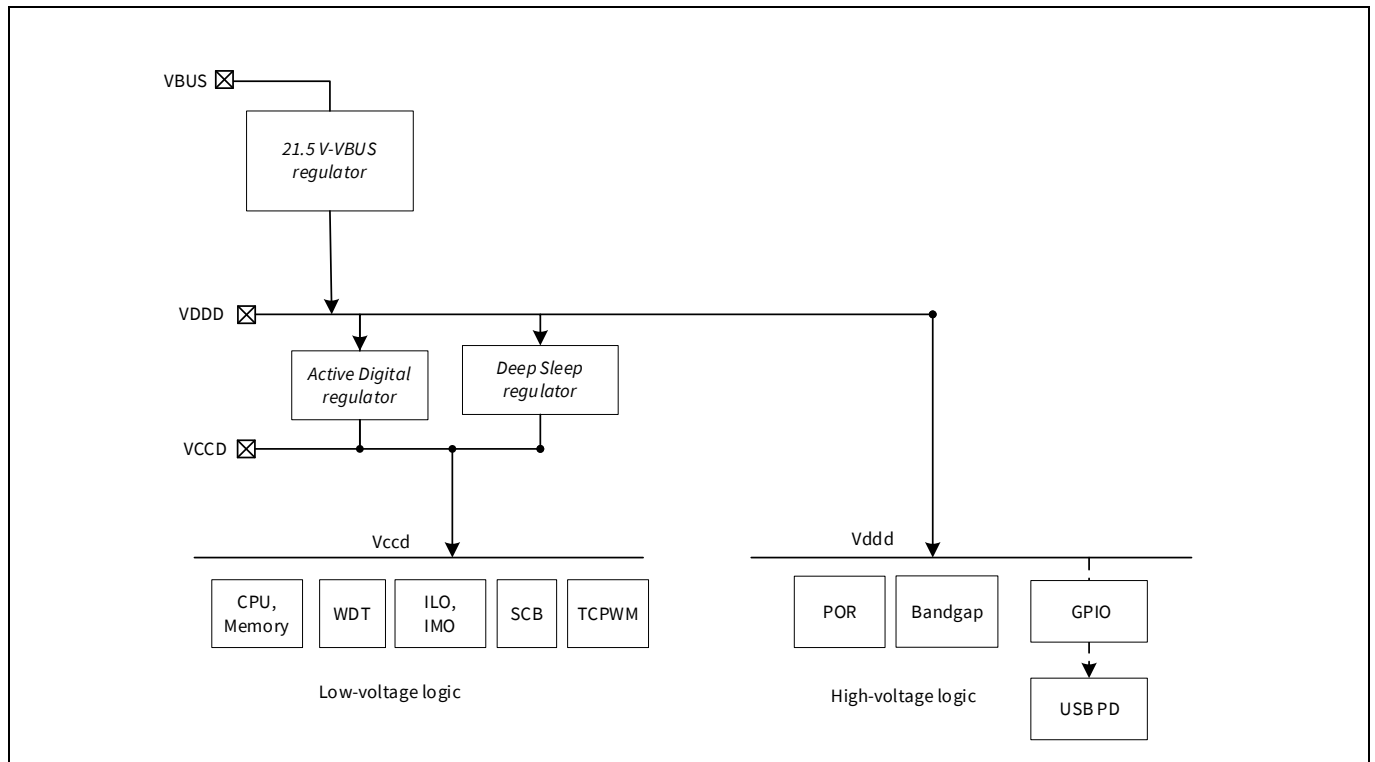 VBUS
21.5 V-VBUS
regulator
VDDD
Active Digital
regulator
Deep Sleep
regulator
VCCD
Vccd
Vddd
CPU,
Memory
WDT
ILO,
IMO
SCB
TCPWM
POR
Bandgap
GPIO
Low-voltage logic
High-voltage logic
USB PD